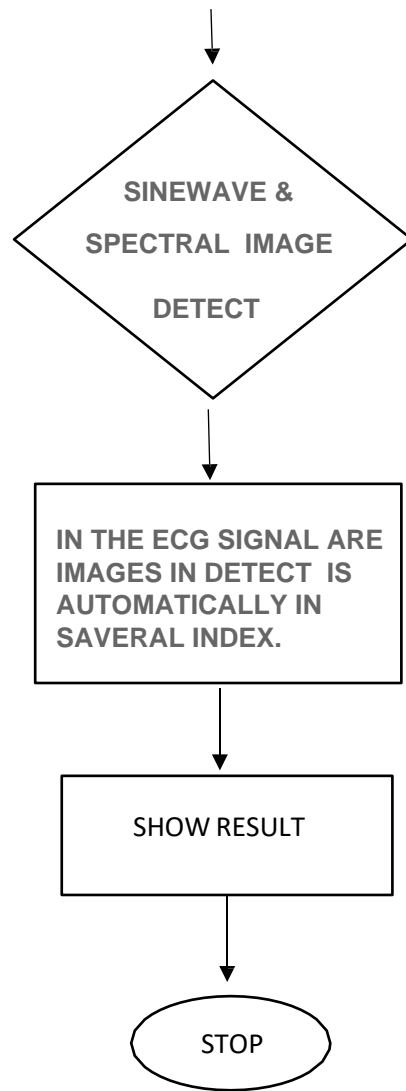 SINEWAVE &
SPECTRAL IMAGE
DETECT
IN THE ECG SIGNAL ARE
IMAGES IN DETECT IS
AUTOMATICALLY IN
SAVERAL INDEX.
SHOW RESULT
STOP